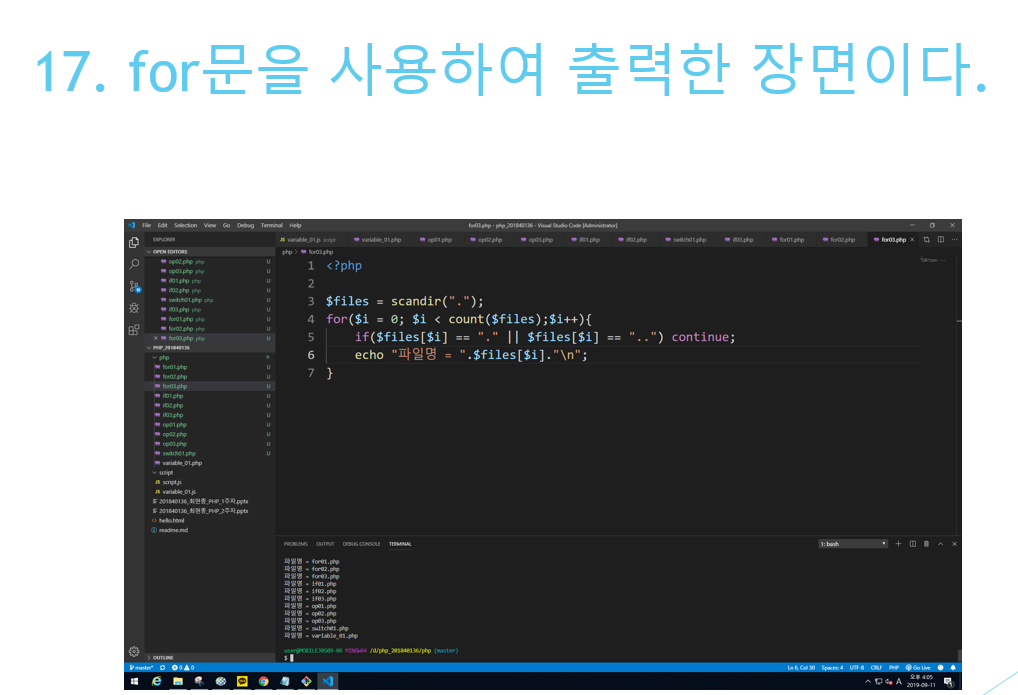 17. for문을 사용하여 출력한 장면이다.
File Edit Selection View Go Debug Terminal Help
for03.php - php_201840136 - Visual Studio Code [Administrator]
EXPLORER
variable_01.js script
variable_01.php
op01.php
op02.php
op03.php
if01.php
if02.php
switch01.php
if03.php
for01.php
for02.php
for03.php
OPEN EDITORS
op02.php php U
op03.php php U
if01.php php U
if02.php php U
switch01.php php U
if03.php php U
for01.php php U
for02.php php U
for03.php php U
PHP_201840136
php
for01.php U
for02.php U
for03.php U
if01.php U
if02.php U
if03.php U
op01.php U
op02.php U
op03.php U
switch01.php U
variable_01.php
script
script.js
variable_01.js
201840136_최현종_PHP_1주차.pptx
201840136_최현종_PHP_2주차.pptx
hello.html
readme.md
OUTLINE
php > for03.php
1 <?php
2
3 $files = scandir(".");
4 for($i = 0; $i < count($files);$i++){
5 if($files[$i] == "." || $files[$i] == "..") continue;
6 echo "파일명 = ".$files[$i]."\n";
7 }
PROBLEMS OUTPUT DEBUG CONSOLE TERMINAL
1: bash
파일명 = for01.php
파일명 = for02.php
파일명 = for03.php
파일명 = if01.php
파일명 = if02.php
파일명 = if03.php
파일명 = op01.php
파일명 = op02.php
파일명 = op03.php
파일명 = switch01.php
파일명 = variable_01.php
user@MOBILE30509-06 MINGW64 /d/php_201840136/php (master)
$
master* 0 0
Ln 6, Col 36 Spaces: 4 UTF-8 CRLF PHP Go Live
A 오후 4:05
2019-09-11